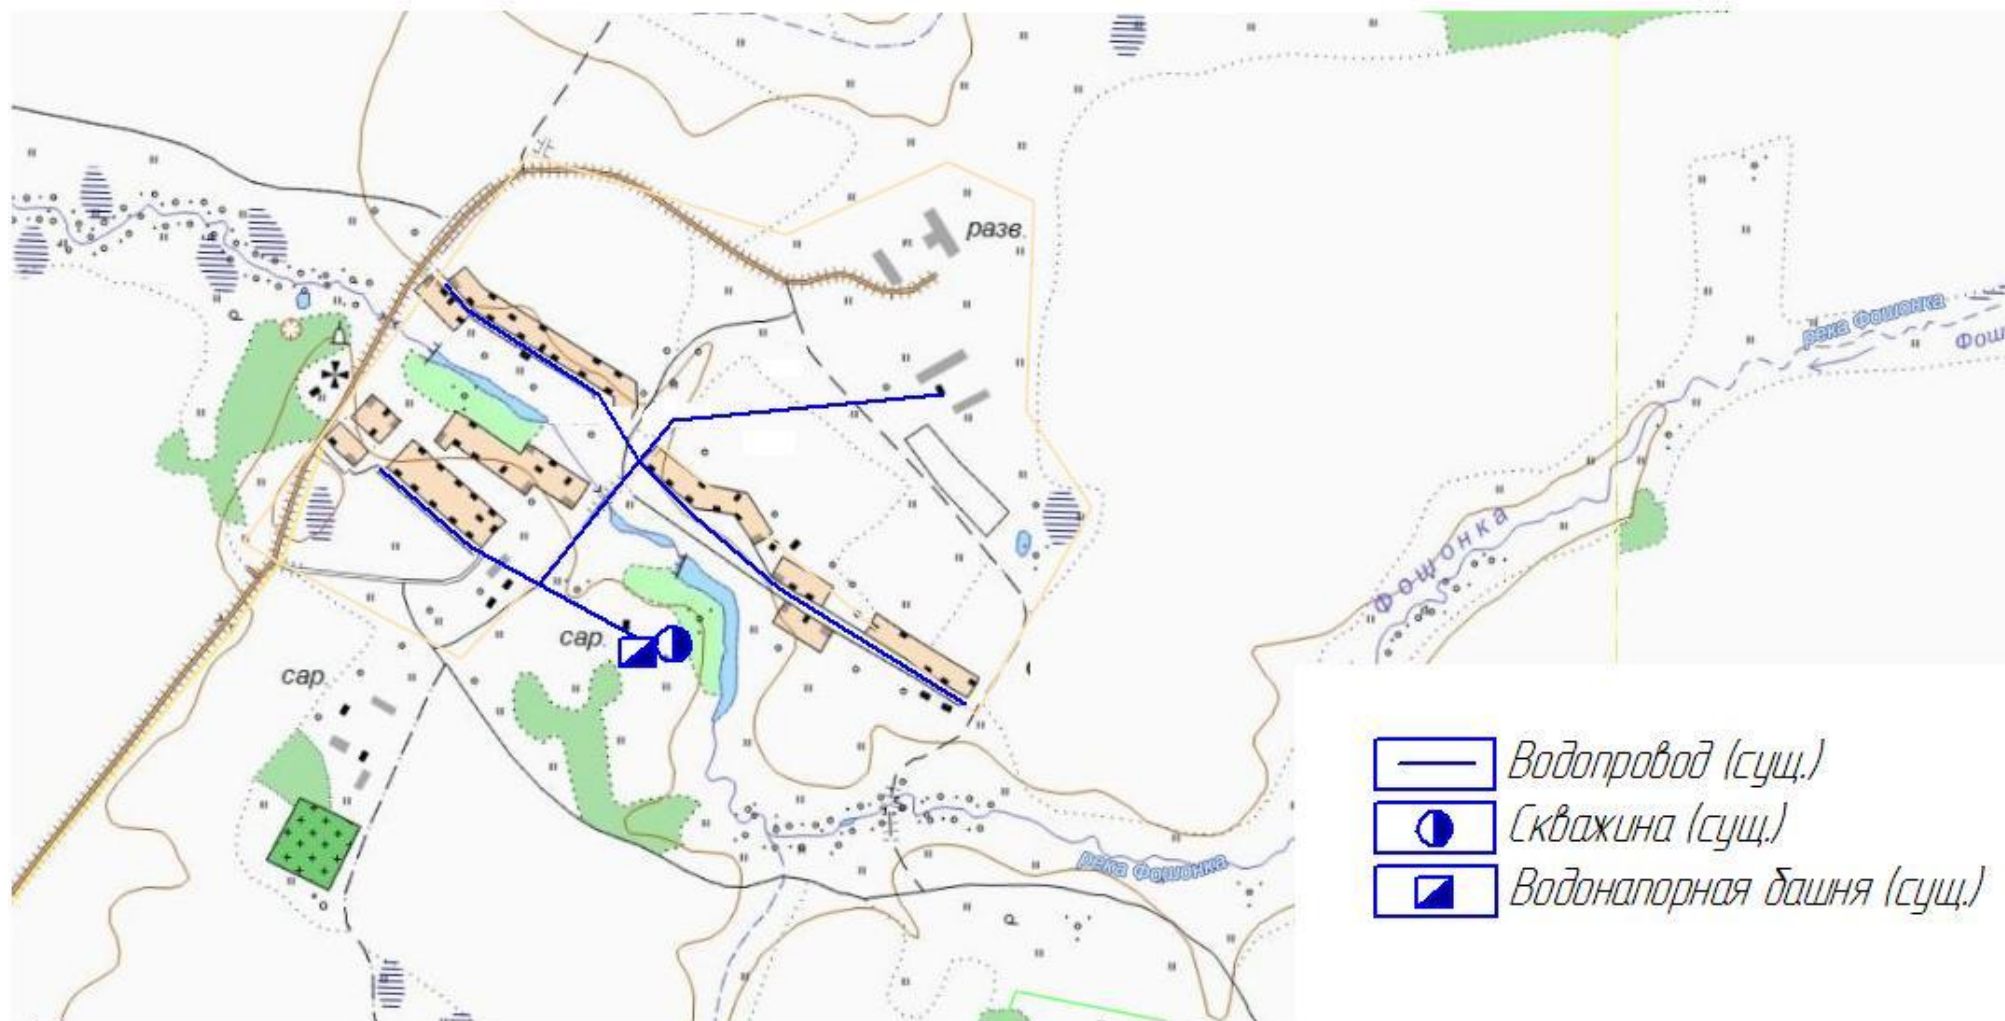 разв.
река Фошонка
Фош
Фошонка
сар.
сар.
река Фошонка
Водопровод (сущ.)
Скважина (сущ.)
Водонапорная башня (сущ.)